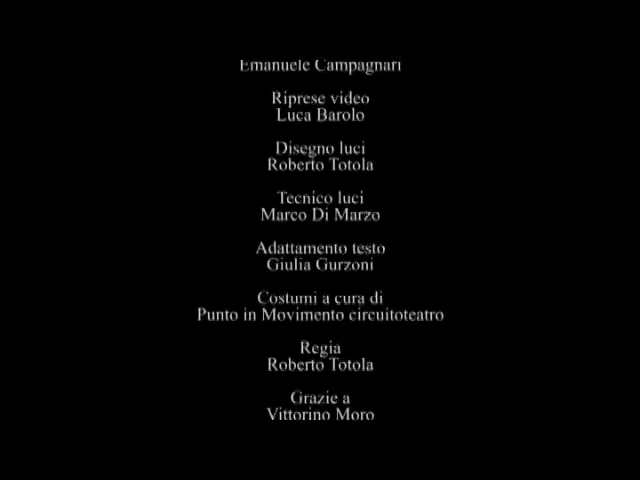 Emanuele Campagnari
Riprese video
Luca Barolo
Disegno luci
Roberto Totola
Tecnico luci
Marco Di Marzo
Adattamento testo
Giulia Gurzoni
Costumi a cura di
Punto in Movimento circuitoteatro
Regia
Roberto Totola
Grazie a
Vittorino Moro